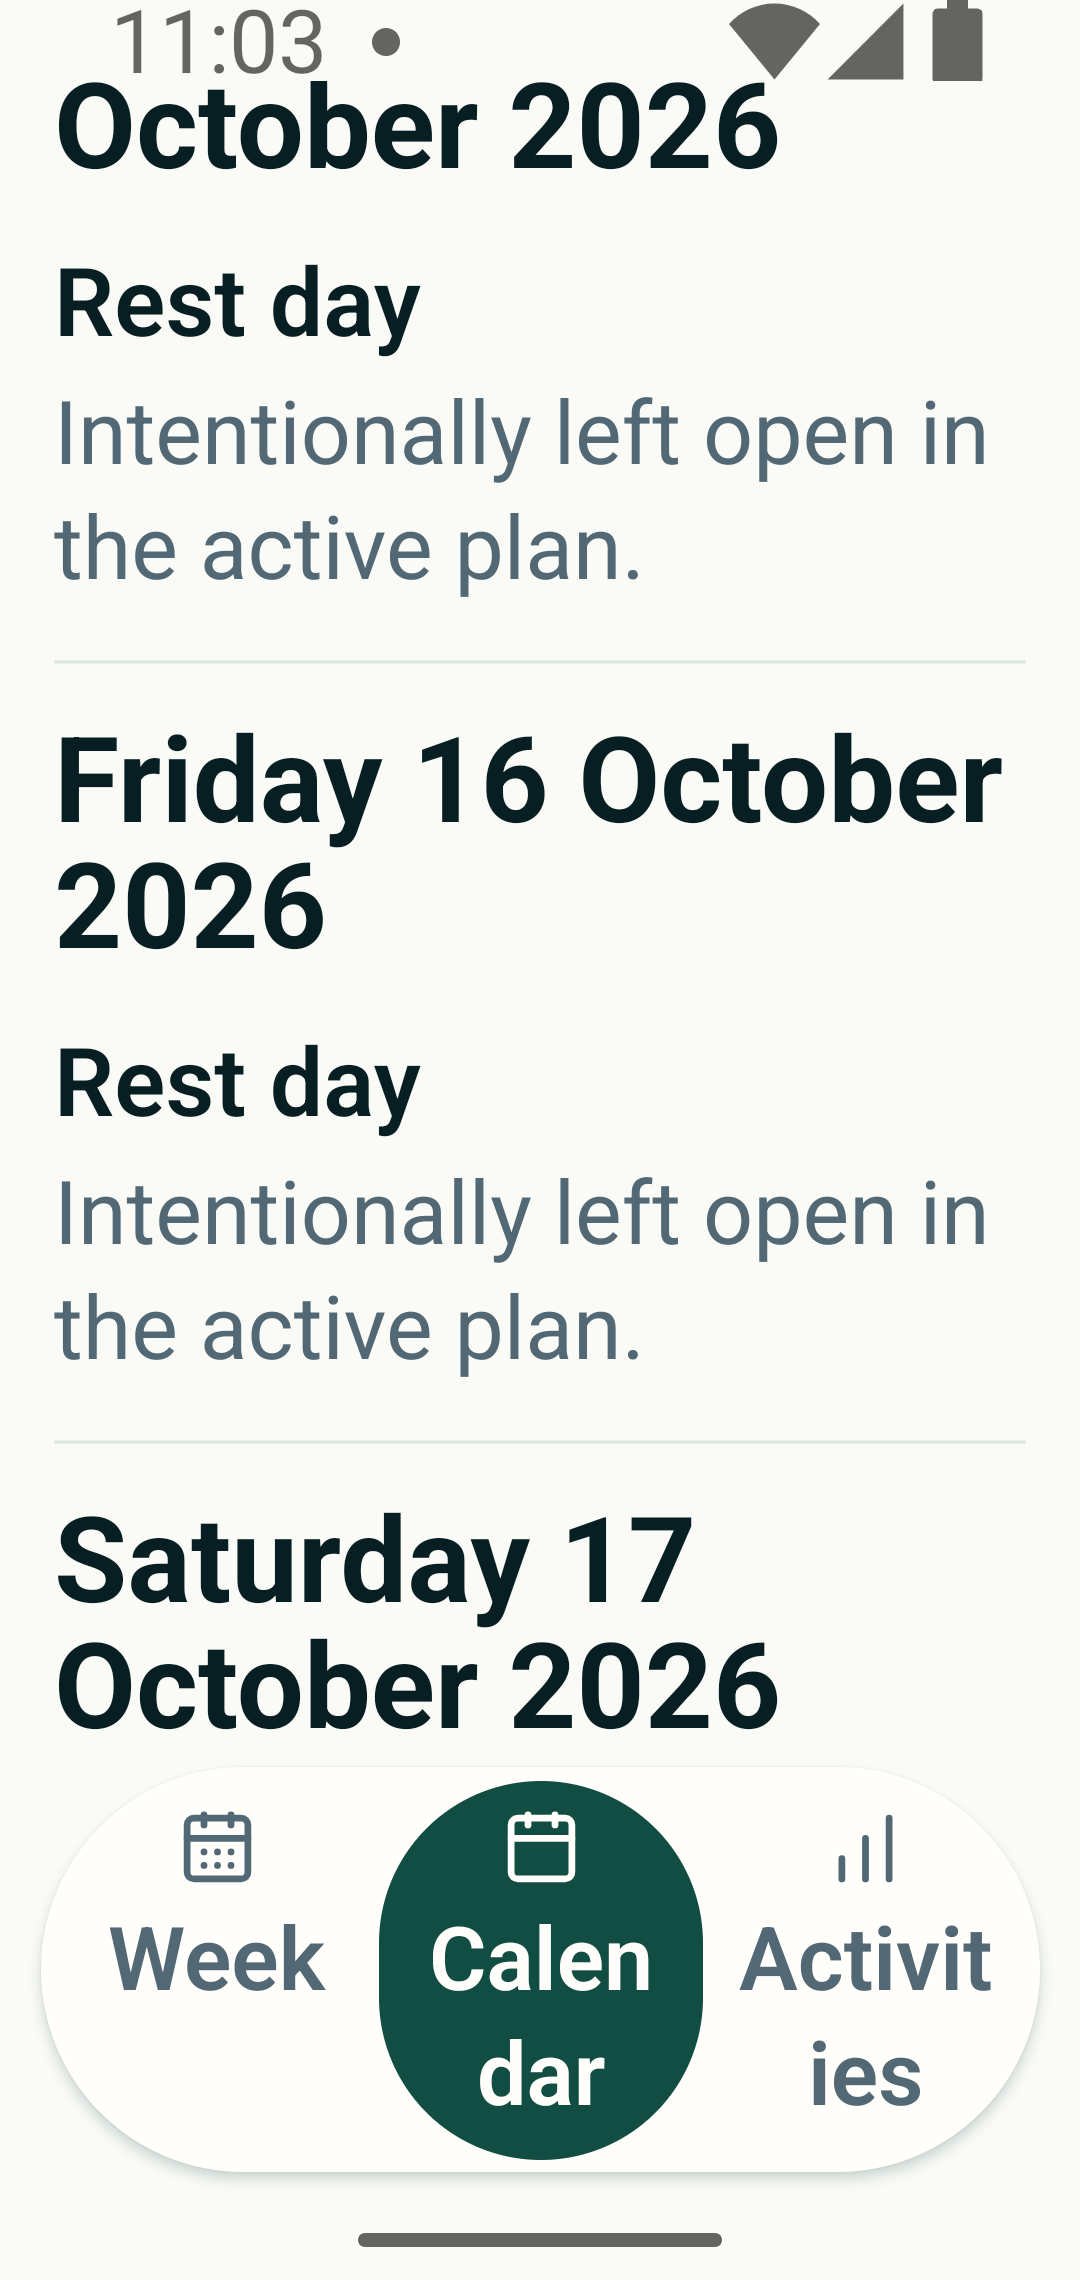 11:03
October 2026
Rest day
Intentionally left open in
the active plan.
Friday 16 October
2026
Rest day
Intentionally left open in
the active plan.
Saturday 17
October 2026
Week
Calen
dar
Activit
ies